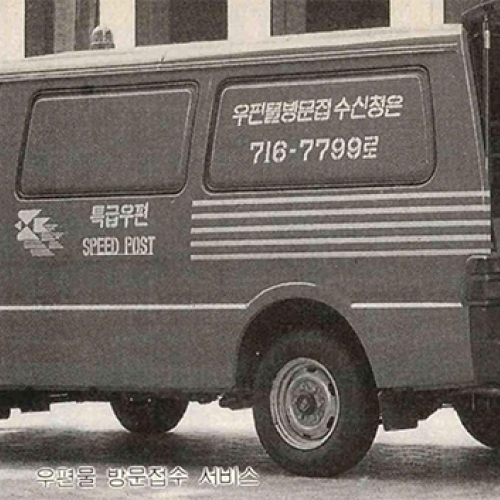 우편물방문접수신청은
716-7799로
특급우편
SPEED POST
우편물 방문접수 서비스